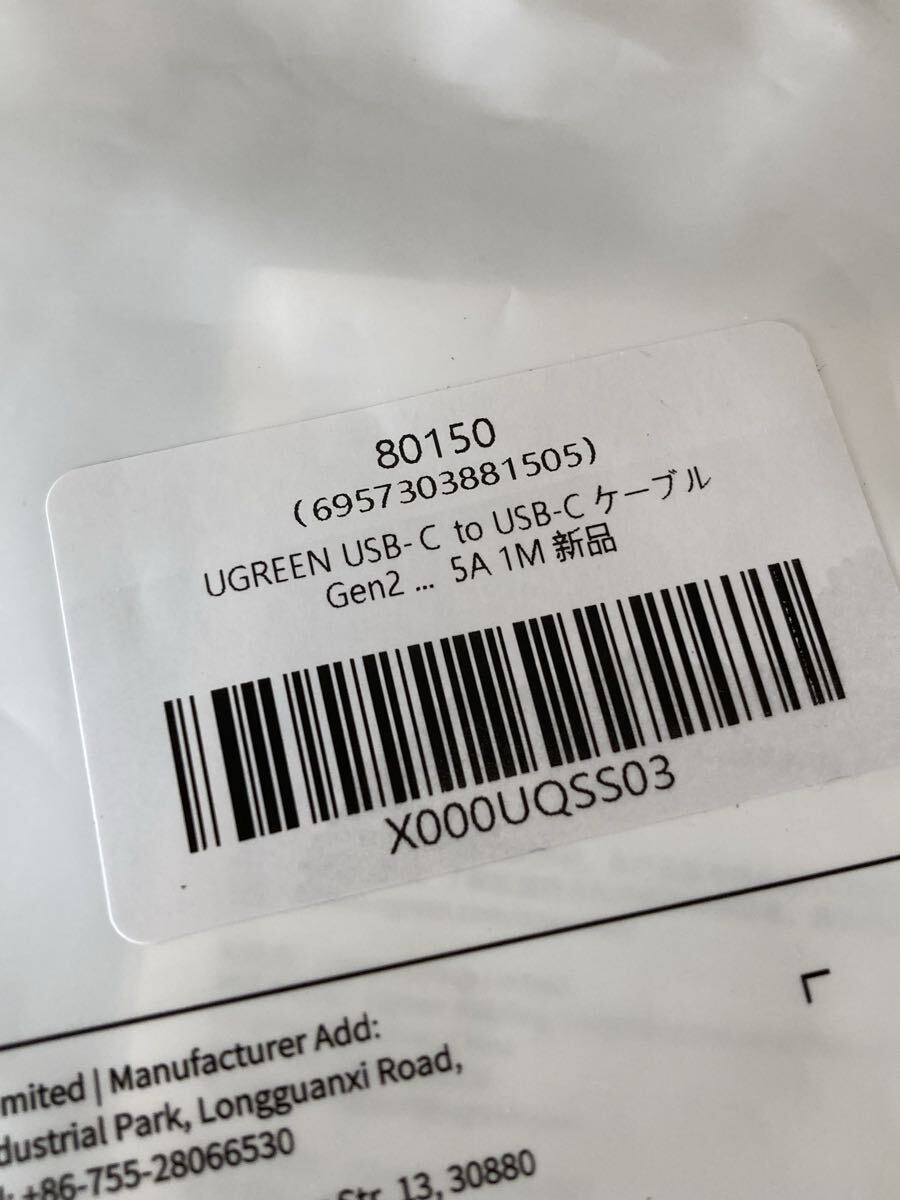 80150
(6957303881505)
UGREEN USB-C to USB-C ケーブル
Gen2 ... 5A 1M 新品
X000UQSS03
mited | Manufacturer Add:
dustrial Park, Longguanxi Road,
: +86-755-28066530
Str. 13, 30880